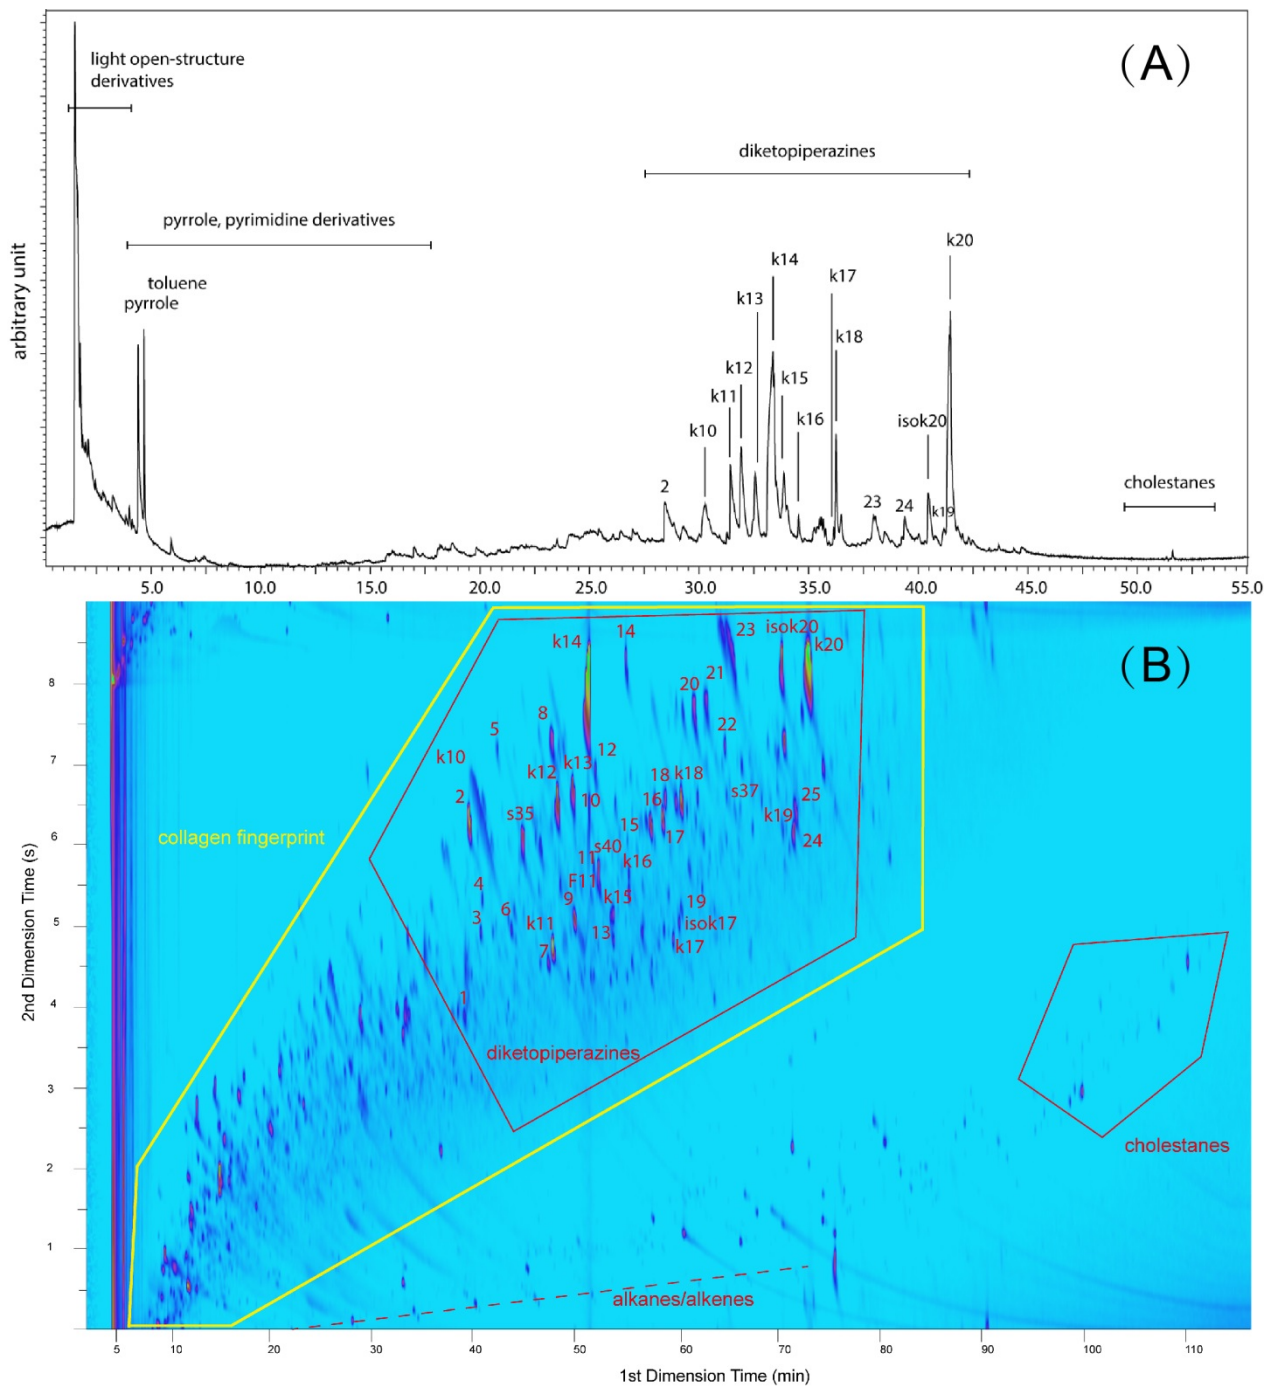 (A)
light open-structure
derivatives
diketopiperazines
pyrrole, pyrimidine derivatives
toluene
pyrrole
arbitrary unit
k20
k14
k17
k13
k18
k12
k15
k11
k16
isok20
k10
2
23
24
k19
cholestanes
5.0 10.0 15.0 20.0 25.0 30.0 35.0 40.0 45.0 50.0 55.0
(B)
k14 14 23 isok20
k20
20 21
8
5 12 22
k10
k12 k13 18 k18
2 s35 10 16 s37 25
15 17 k19 24
collagen fingerprint
11 s40 k16
4 F11
3 6 9 k15 19
k11 13 isok17
7 k17
1
diketopiperazines
cholestanes
alkanes/alkenes
2nd Dimension Time (s)
8
7
6
5
4
3
2
1
5 10 20 30 40 50 60 70 80 90 100 110
1st Dimension Time (min)